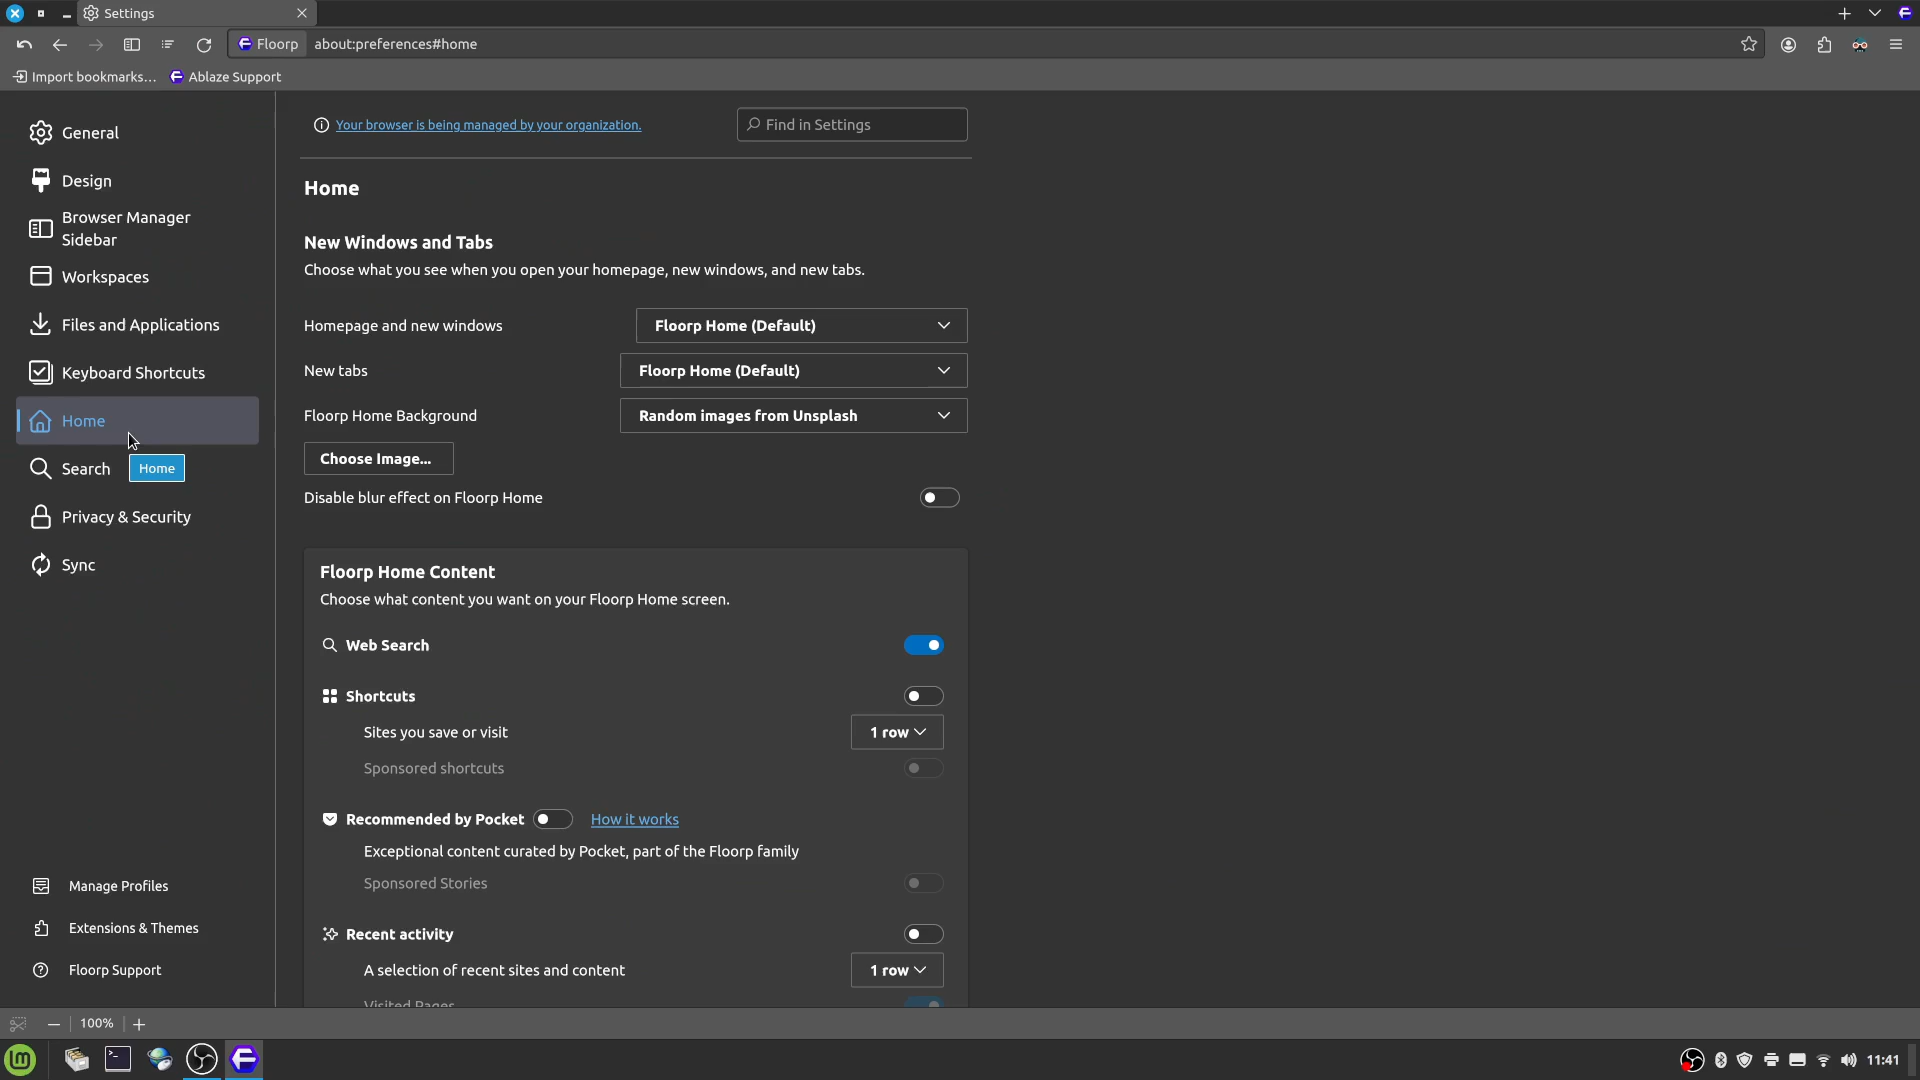 Settings
Floorp
about:preferences#home
Import bookmarks...
Ablaze Support
General
Design
Browser Manager
Sidebar
Workspaces
Files and Applications
Keyboard Shortcuts
Home
Search
Home
Privacy & Security
Sync
Manage Profiles
Extensions & Themes
Floorp Support
Your browser is being managed by your organization.
Find in Settings
Home
New Windows and Tabs
Choose what you see when you open your homepage, new windows, and new tabs.
Homepage and new windows
Floorp Home (Default)
New tabs
Floorp Home (Default)
Floorp Home Background
Random images from Unsplash
Choose Image...
Disable blur effect on Floorp Home
Floorp Home Content
Choose what content you want on your Floorp Home screen.
Web Search
Shortcuts
Sites you save or visit
1 row
Sponsored shortcuts
Recommended by Pocket
How it works
Exceptional content curated by Pocket, part of the Floorp family
Sponsored Stories
Recent activity
A selection of recent sites and content
1 row
Visited Pages
100%
11:41